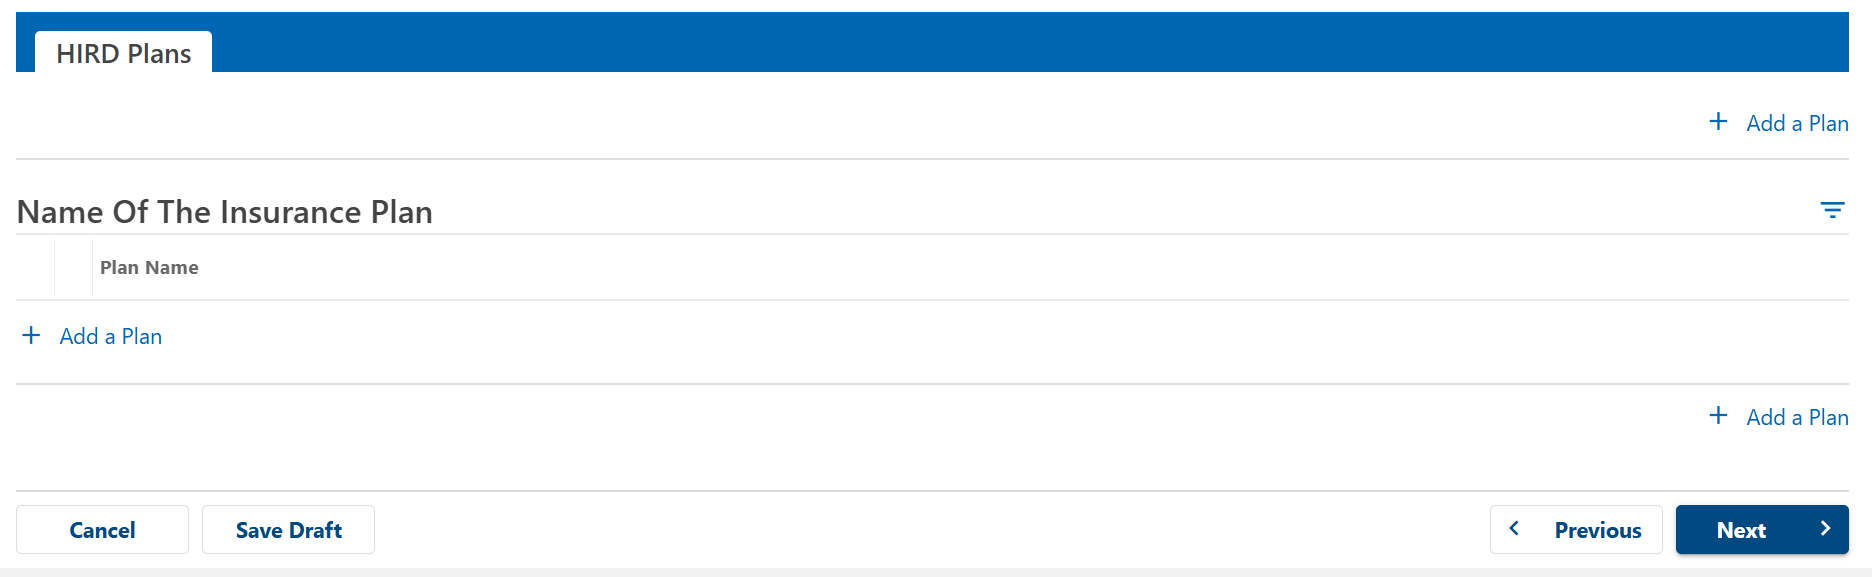 HIRD Plans
+ Add a Plan
Name Of The Insurance Plan
Plan Name
+ Add a Plan
+ Add a Plan
Cancel Save Draft Previous Next